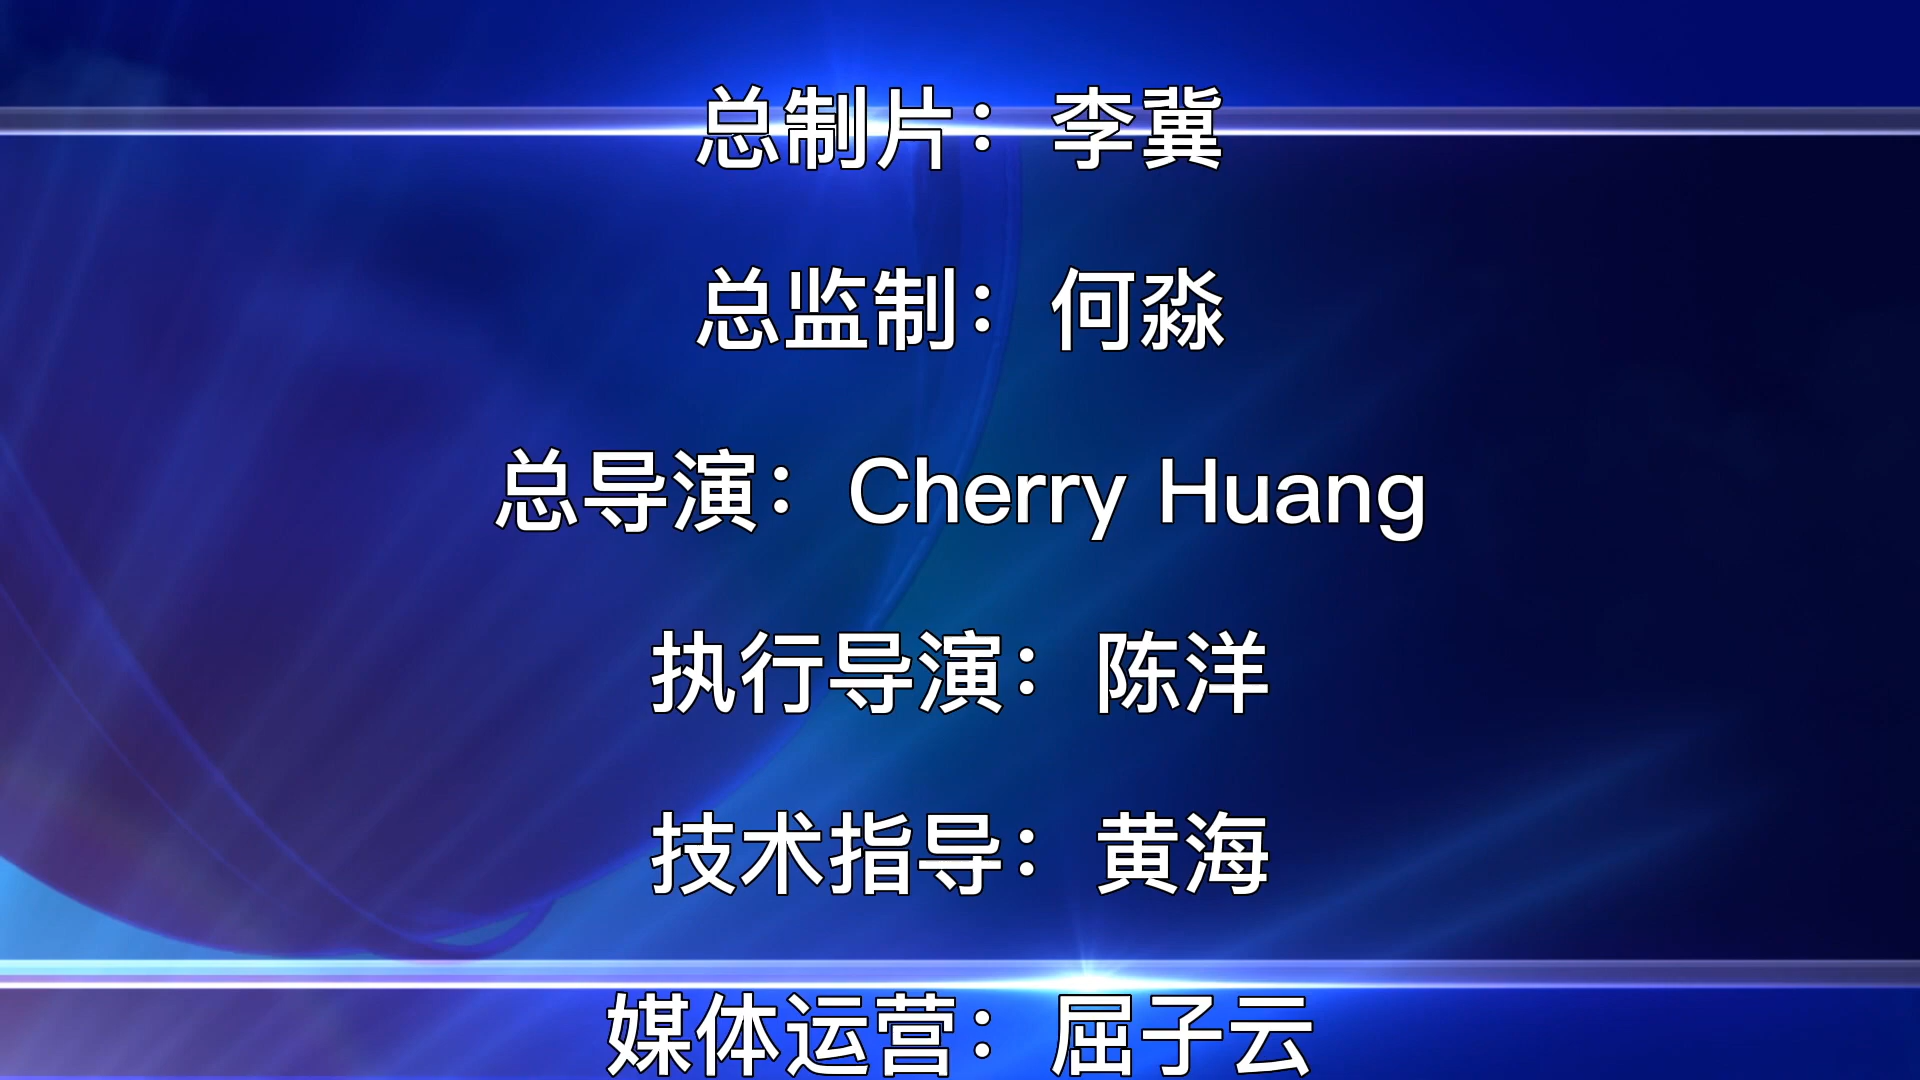 总制片：李冀
总监制：何淼
总导演：Cherry Huang
执行导演：陈洋
技术指导：黄海
媒体运营：屈子云